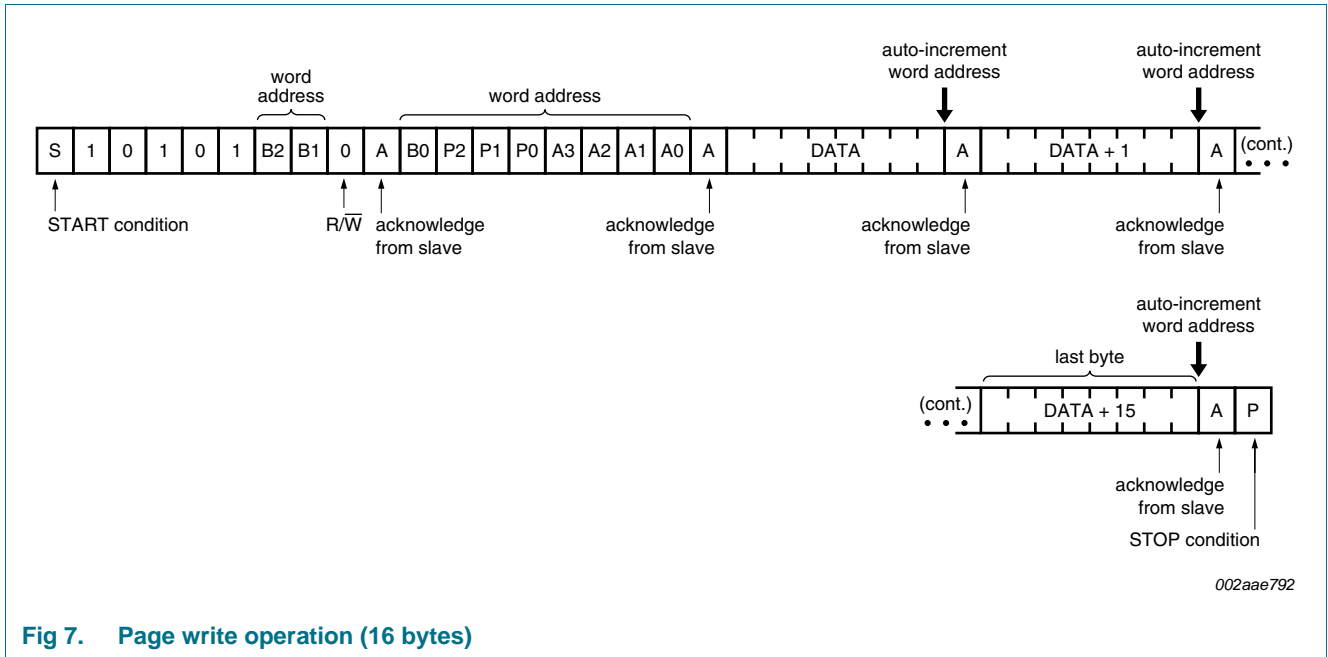 auto-increment
word address
auto-increment
word address
word
address
word address
S 1 0 1 0 1 B2 B1 0 A B0 P2 P1 P0 A3 A2 A1 A0 A DATA A DATA + 1 A (cont.)
START condition
R/W̅
acknowledge
from slave
acknowledge
from slave
acknowledge
from slave
acknowledge
from slave
auto-increment
word address
last byte
(cont.) DATA + 15 A P
acknowledge
from slave
STOP condition
002aae792
Fig 7. Page write operation (16 bytes)